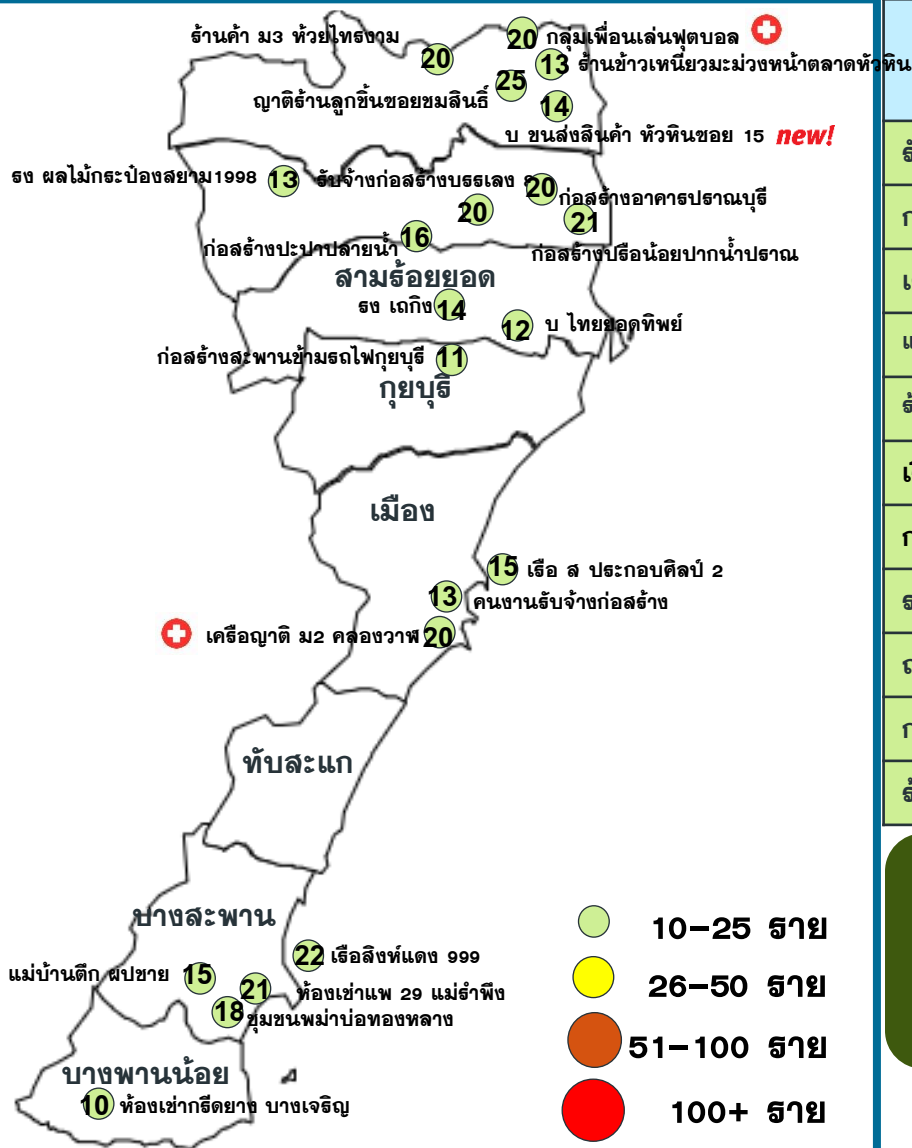 ร้านค้า ม3 ห้วยไทรงาม
20
20
กลุ่มเพื่อนเล่นฟุตบอล
13
ร้านข้าวเหนียวมะม่วงหน้าตลาดหัวหิน
25
ญาติร้านลูกชิ้นซอยชมสินธิ์
14
บ ขนส่งสินค้า หัวหินซอย 15 new!
รง ผลไม้กระป๋องสยาม1998
13
รับจ้างก่อสร้างบรรเลง
20
ก่อสร้างอาคารปราณบุรี
20
21
ก่อสร้างปะปาปลายน้ำ
16
ก่อสร้างปรือน้อยปากน้ำปราณ
สามร้อยยอด
รง เถกิง
14
12
บ ไทยยอดทิพย์
ก่อสร้างสะพานข้ามรถไฟกุยบุรี
11
กุยบุรี
เมือง
15
เรือ ส ประกอบศิลป์ 2
13
คนงานรับจ้างก่อสร้าง
เครือญาติ ม2 คลองวาฬ
20
ทับสะแก
บางสะพาน
22
เรือสิงห์แดง 999
แม่บ้านตึก ผปชาย
15
21
ห้องเช่าแพ 29 แม่รำพึง
18
ชุมชนพม่าบ่อทองหลาง
บางพานน้อย
10
ห้องเช่ากรีดยาง บางเจริญ
10-25 ราย
26-50 ราย
51-100 ราย
100+ ราย